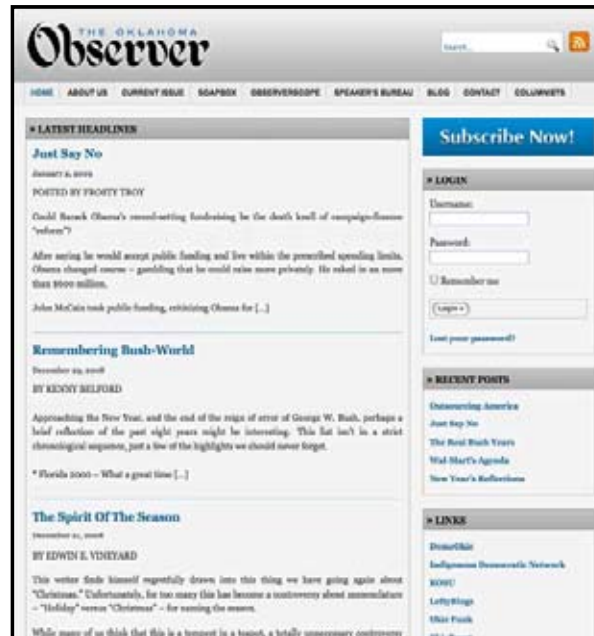 THE OKLAHOMA
Observer
Search...
HOME ABOUT US CURRENT ISSUE SOAPBOX OBSERVERSCOPE SPEAKER'S BUREAU BLOG CONTACT COLUMNISTS
» LATEST HEADLINES
Just Say No
January 2, 2009
POSTED BY FROSTY TROY
Could Barack Obama's record-setting fundraising be the death knell of campaign-finance
"reform"?
After saying he would accept public funding and live within the prescribed spending limits,
Obama changed course – gambling that he could raise more privately. He raked in no more
than $600 million.
John McCain took public funding, criticizing Obama for [...]
Remembering Bush-World
December 29, 2008
BY KENNY BELFORD
Approaching the New Year, and the end of the reign of error of George W. Bush, perhaps a
brief reflection of the past eight years might be interesting. This list isn't in a strict
chronological sequence, just a few of the highlights we should never forget.
* Florida 2000 – What a great time [...]
The Spirit Of The Season
December 21, 2008
BY EDWIN E. VINEYARD
This writer finds himself regretfully drawn into this thing we have going again about
"Christmas." Unfortunately, for too many this has become a controversy about nomenclature
– "Holiday" versus "Christmas" – for naming the season.
While many of us think that this is a tempest in a teapot, a totally unnecessary controversy
Subscribe Now!
» LOGIN
Username:
Password:
Remember me
Login »
Lost your password?
» RECENT POSTS
Outsourcing America
Just Say No
The Real Bush Years
Wal-Mart's Agenda
New Year's Reflections
» LINKS
DemoOkie
Indigenous Democratic Network
KOSU
LeftyBlogs
Okie Funk